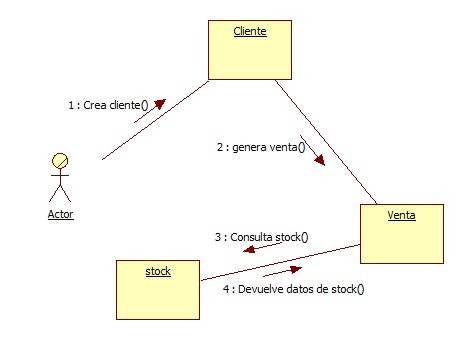 Cliente
1 : Crea cliente()
2 : genera venta()
Actor
Venta
3 : Consulta stock()
stock
4 : Devuelve datos de stock()